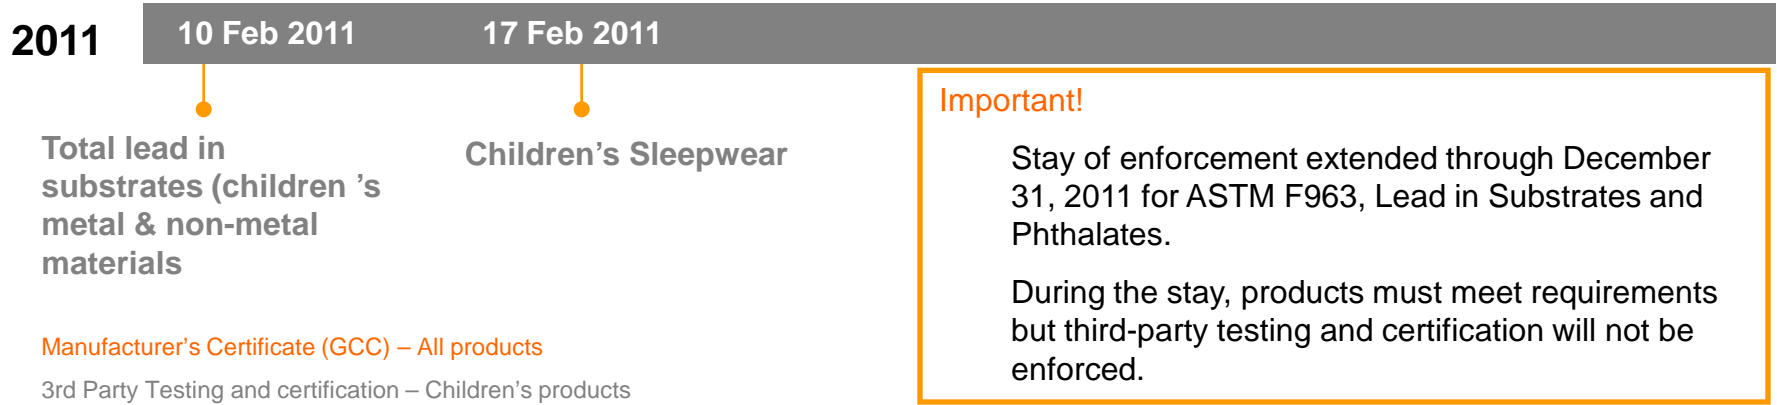 2011
10 Feb 2011
17 Feb 2011
Total lead in
substrates (children ’s
metal & non-metal
materials
Children’s Sleepwear
Manufacturer’s Certificate (GCC) – All products
3rd Party Testing and certification – Children’s products
Important!
Stay of enforcement extended through December
31, 2011 for ASTM F963, Lead in Substrates and
Phthalates.
During the stay, products must meet requirements
but third-party testing and certification will not be
enforced.